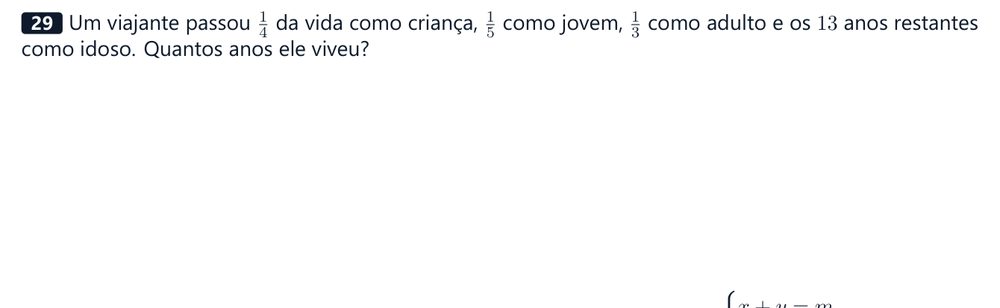 29 Um viajante passou 1/4 da vida como criança, 1/5 como jovem, 1/3 como adulto e os 13 anos restantes
como idoso. Quantos anos ele viveu?
x + y = m